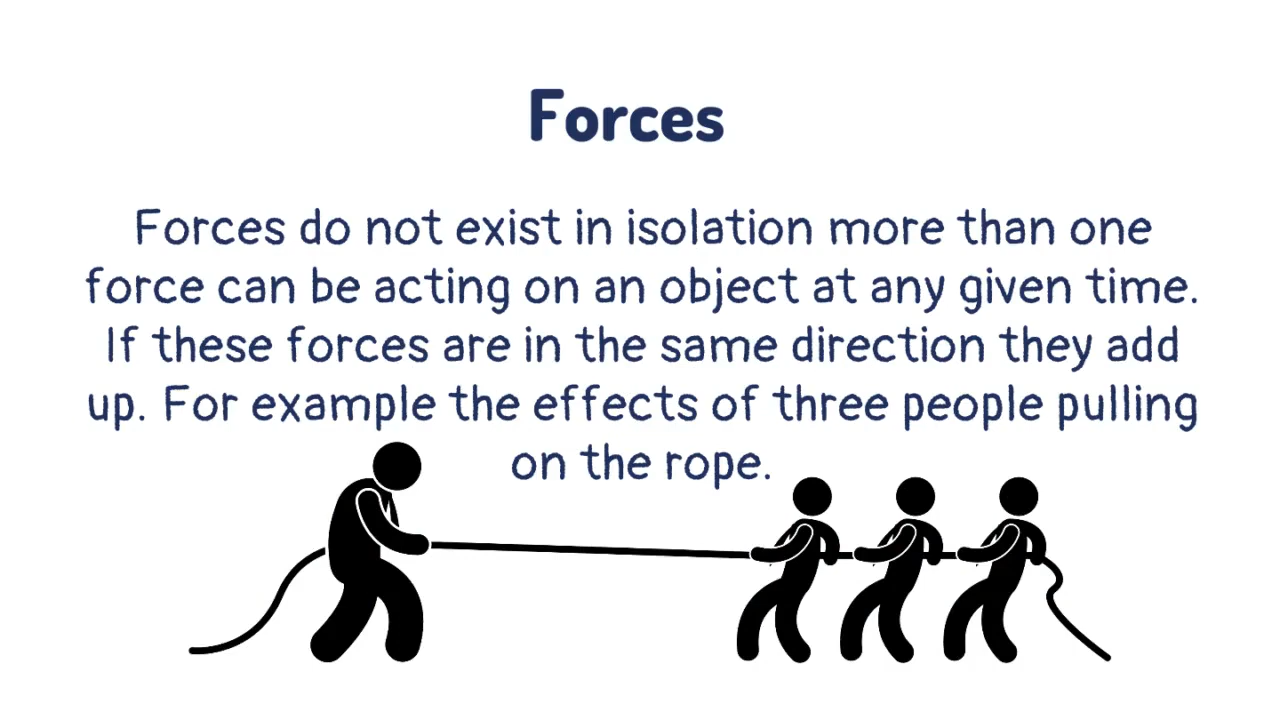 Forces
Forces do not exist in isolation more than one
force can be acting on an object at any given time.
If these forces are in the same direction they add
up. For example the effects of three people pulling
on the rope.